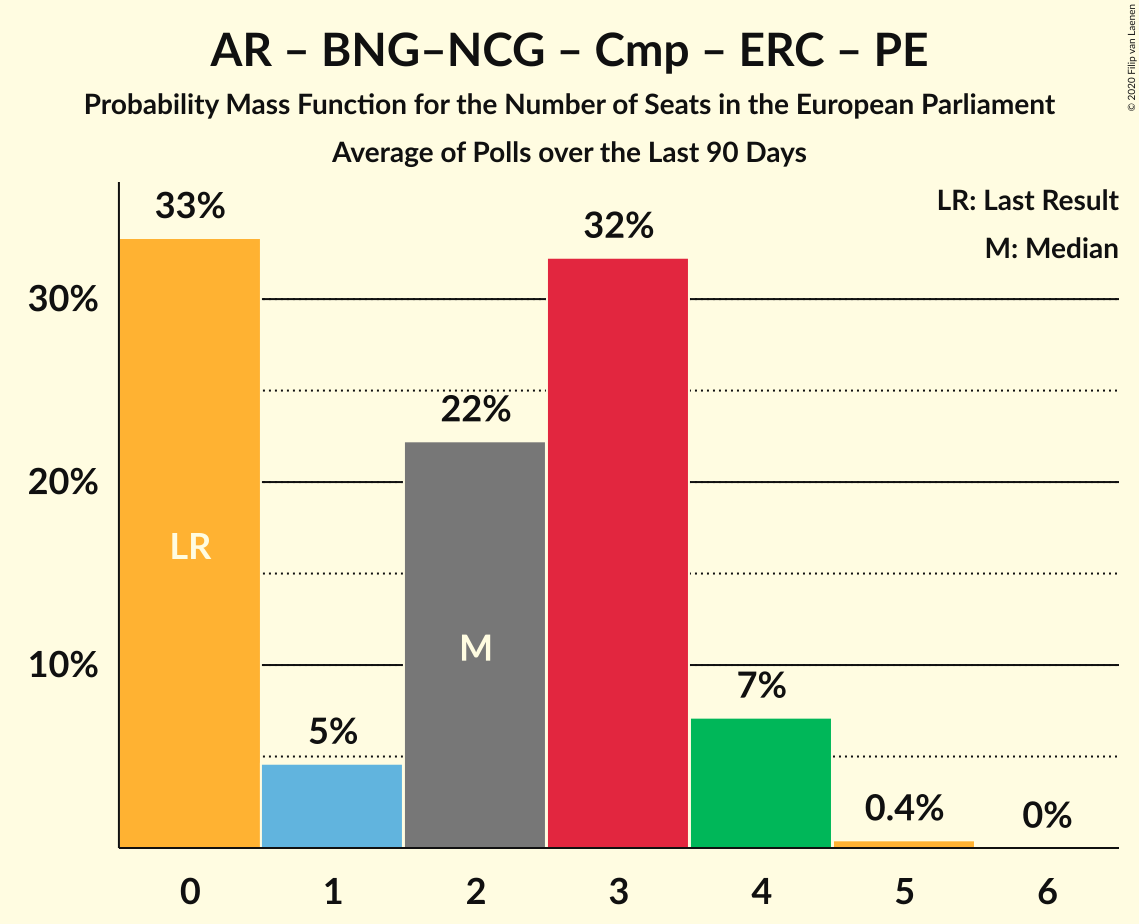 AR – BNG–NCG – Cmp – ERC – PE
Probability Mass Function for the Number of Seats in the European Parliament
Average of Polls over the Last 90 Days
© 2020 Filip van Laenen
LR: Last Result
M: Median
33%
32%
30%
22%
20%
LR
M
10%
7%
5%
0.4%
0%
0 1 2 3 4 5 6